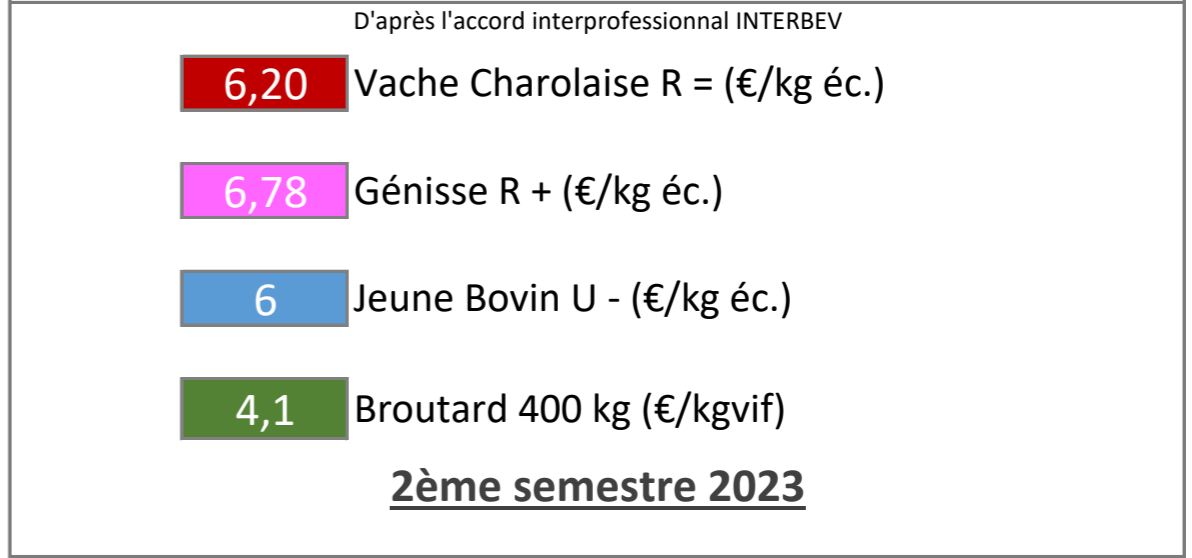 D'après l'accord interprofessionnal INTERBEV
6,20 Vache Charolaise R = (€/kg éc.)
6,78 Génisse R + (€/kg éc.)
6 Jeune Bovin U - (€/kg éc.)
4,1 Broutard 400 kg (€/kgvif)
2ème semestre 2023